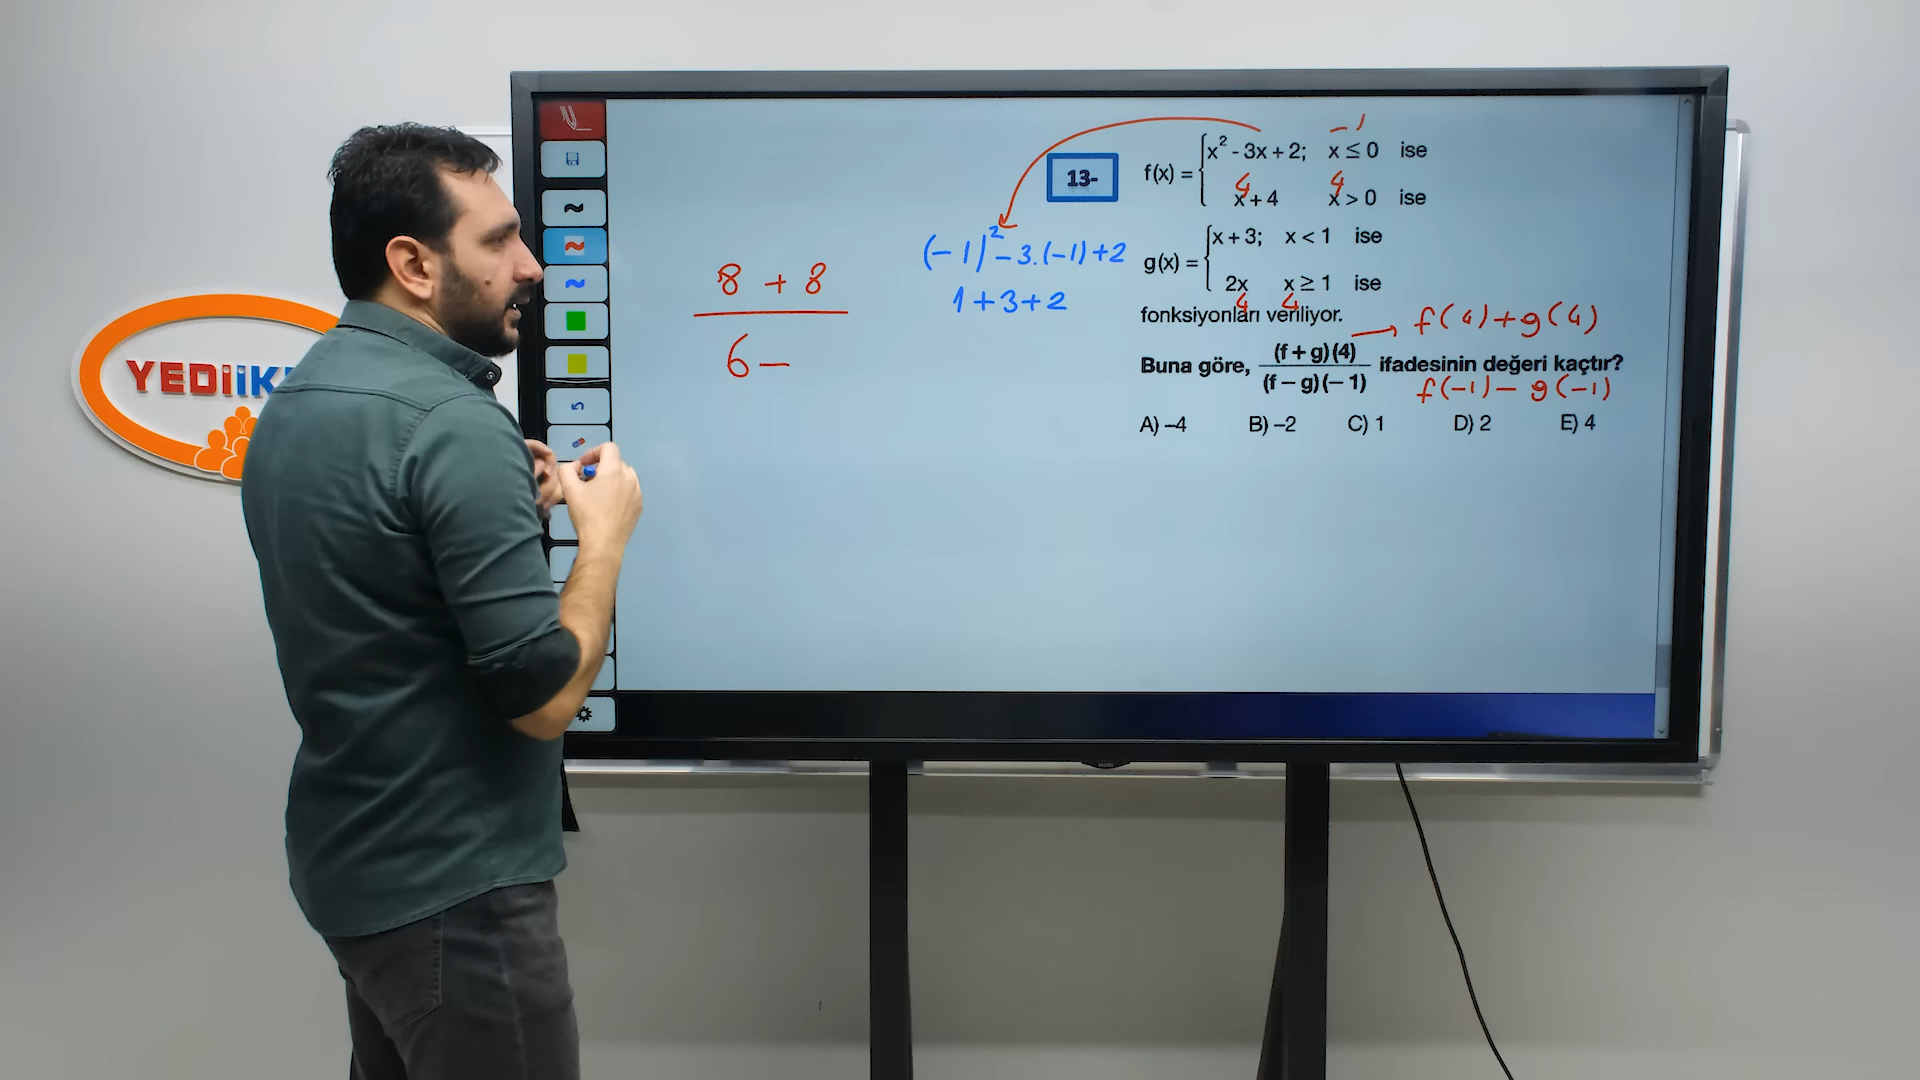 YEDİİK
13-
f(x) = { x² - 3x + 2; x ≤ 0 ise
x + 4 x > 0 ise
g(x) = { x + 3; x < 1 ise
2x x ≥ 1 ise
fonksiyonları veriliyor.
Buna göre, (f + g)(4) / (f − g)(− 1) ifadesinin değeri kaçtır?
A) –4 B) –2 C) 1 D) 2 E) 4
-1
4 4
4 4
→ f(4)+g(4)
f(-1)-g(-1)
(-1)² - 3.(-1)+2
1+3+2
8 + 8
6 -